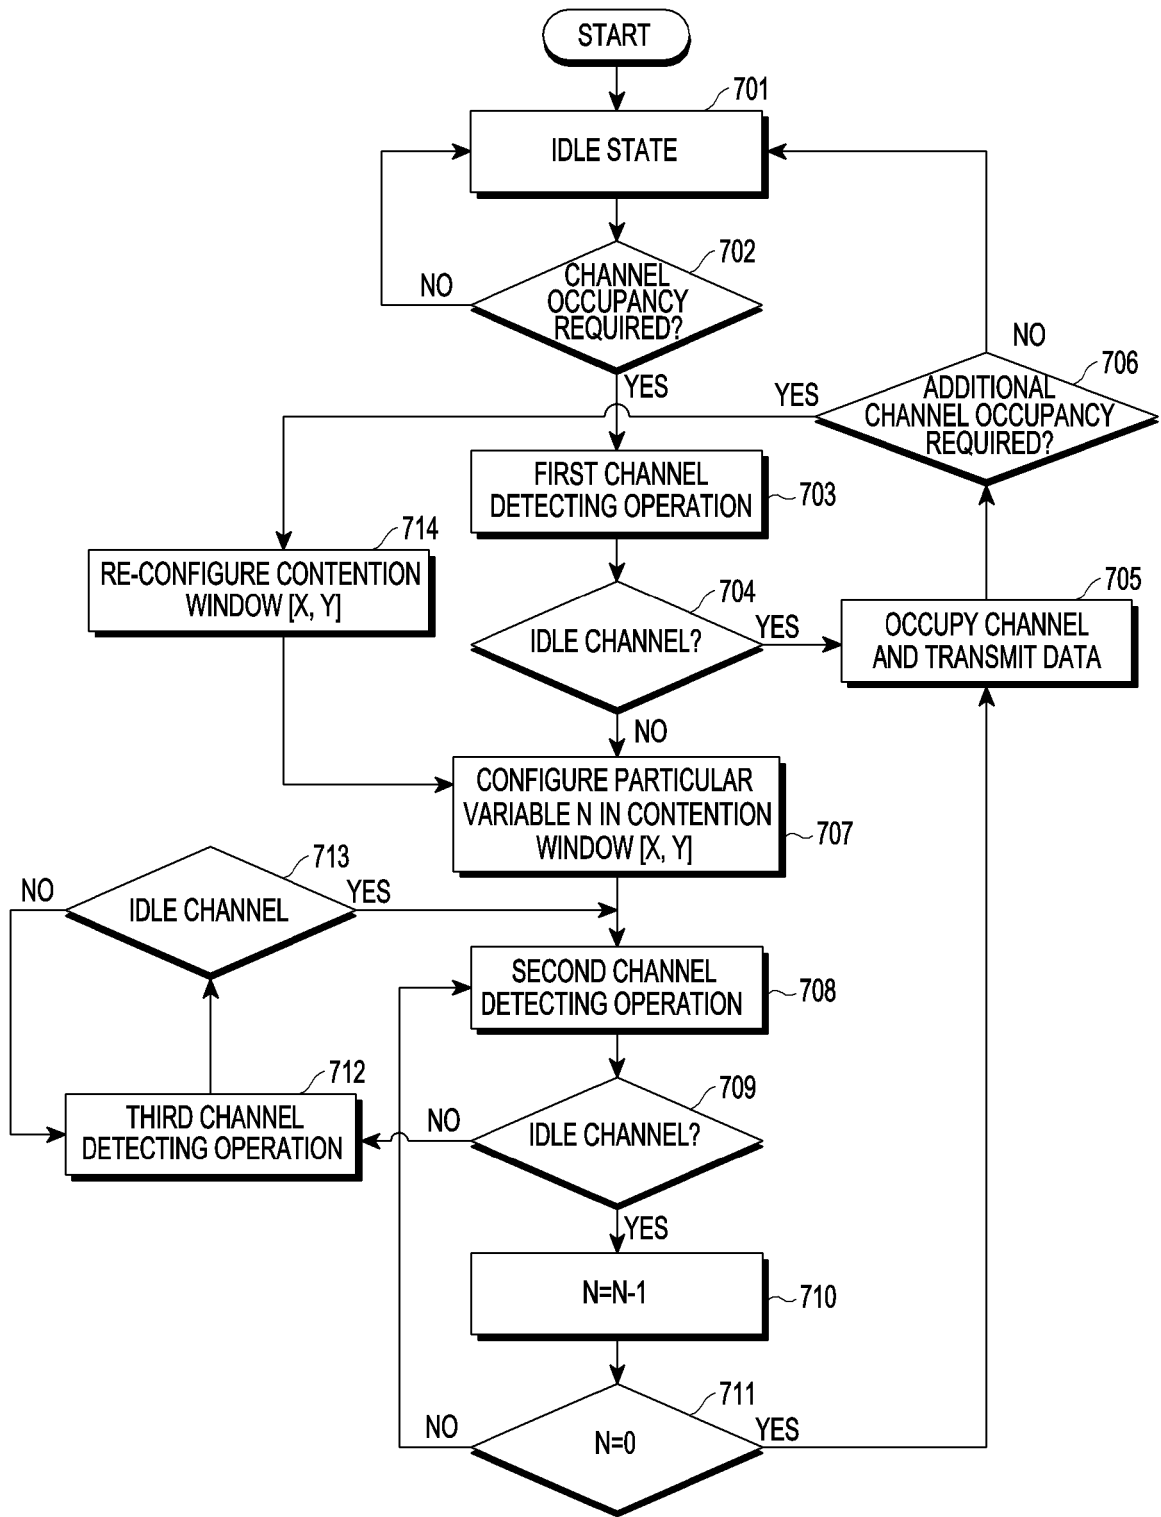 START
701
IDLE STATE
702
CHANNEL
OCCUPANCY
REQUIRED?
NO
YES
NO
706
ADDITIONAL
CHANNEL OCCUPANCY
REQUIRED?
YES
FIRST CHANNEL
DETECTING OPERATION
703
714
RE-CONFIGURE CONTENTION
WINDOW [X, Y]
704
IDLE CHANNEL?
YES
NO
705
OCCUPY CHANNEL
AND TRANSMIT DATA
CONFIGURE PARTICULAR
VARIABLE N IN CONTENTION
WINDOW [X, Y]
707
713
NO
IDLE CHANNEL
YES
SECOND CHANNEL
DETECTING OPERATION
708
712
THIRD CHANNEL
DETECTING OPERATION
709
NO
IDLE CHANNEL?
YES
N=N-1
710
711
NO
N=0
YES